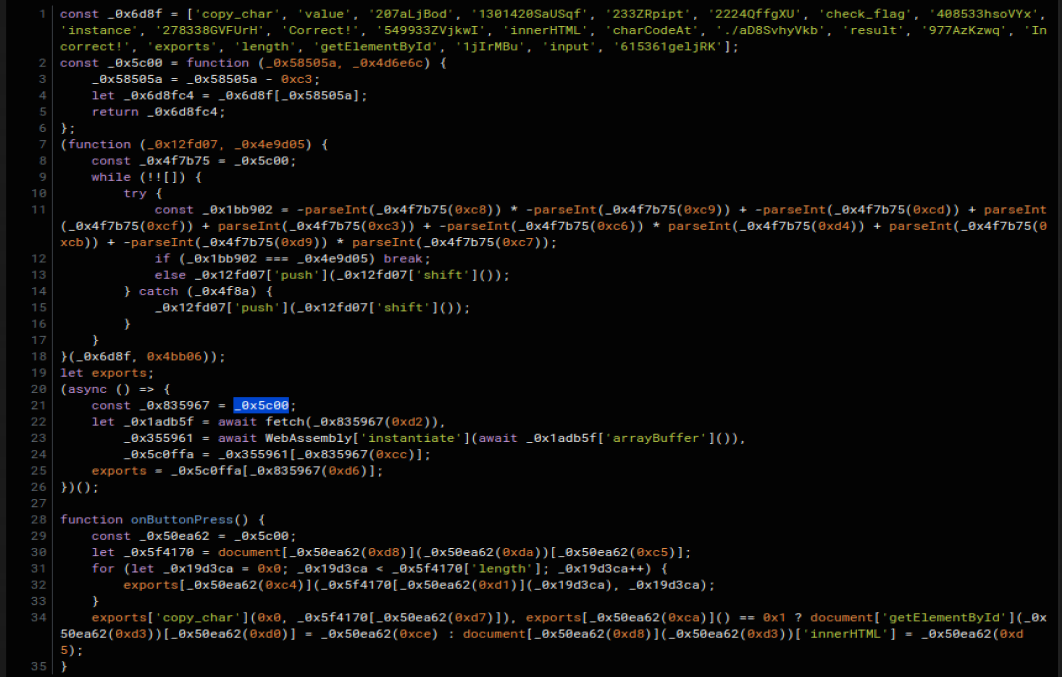 1 const _0x6d8f = ['copy_char', 'value', '207aLjBod', '1301420SaUSqf', '233ZRpipt', '2224QffgXU', 'check_flag', '408533hsoVYx',
'instance', '278338GVFUrH', 'Correct!', '549933ZVjkwI', 'innerHTML', 'charCodeAt', './aD8SvhyVkb', 'result', '977AzKzwq', 'In
correct!', 'exports', 'length', 'getElementById', '1jIrMBu', 'input', '615361geljRK'];
2 const _0x5c00 = function (_0x58505a, _0x4d6e6c) {
3 _0x58505a = _0x58505a - 0xc3;
4 let _0x6d8fc4 = _0x6d8f[_0x58505a];
5 return _0x6d8fc4;
6 };
7 (function (_0x12fd07, _0x4e9d05) {
8 const _0x4f7b75 = _0x5c00;
9 while (!![]) {
10 try {
11 const _0x1bb902 = -parseInt(_0x4f7b75(0xc8)) * -parseInt(_0x4f7b75(0xc9)) + -parseInt(_0x4f7b75(0xcd)) + parseInt
(_0x4f7b75(0xcf)) + parseInt(_0x4f7b75(0xc3)) + -parseInt(_0x4f7b75(0xc6)) * parseInt(_0x4f7b75(0xd4)) + parseInt(_0x4f7b75(0
xcb)) + -parseInt(_0x4f7b75(0xd9)) * parseInt(_0x4f7b75(0xc7));
12 if (_0x1bb902 === _0x4e9d05) break;
13 else _0x12fd07['push'](_0x12fd07['shift']());
14 } catch (_0x4f8a) {
15 _0x12fd07['push'](_0x12fd07['shift']());
16 }
17 }
18 }(_0x6d8f, 0x4bb06));
19 let exports;
20 (async () => {
21 const _0x835967 = _0x5c00;
22 let _0x1adb5f = await fetch(_0x835967(0xd2)),
23 _0x355961 = await WebAssembly['instantiate'](await _0x1adb5f['arrayBuffer']()),
24 _0x5c0ffa = _0x355961[_0x835967(0xcc)];
25 exports = _0x5c0ffa[_0x835967(0xd6)];
26 })();
27
28 function onButtonPress() {
29 const _0x50ea62 = _0x5c00;
30 let _0x5f4170 = document[_0x50ea62(0xd8)](_0x50ea62(0xda))[_0x50ea62(0xc5)];
31 for (let _0x19d3ca = 0x0; _0x19d3ca < _0x5f4170['length']; _0x19d3ca++) {
32 exports[_0x50ea62(0xc4)](_0x5f4170[_0x50ea62(0xd1)](_0x19d3ca), _0x19d3ca);
33 }
34 exports['copy_char'](0x0, _0x5f4170[_0x50ea62(0xd7)]), exports[_0x50ea62(0xca)]() == 0x1 ? document['getElementById'](_0x
50ea62(0xd3))[_0x50ea62(0xd0)] = _0x50ea62(0xce) : document[_0x50ea62(0xd8)](_0x50ea62(0xd3))['innerHTML'] = _0x50ea62(0xd
5);
35 }